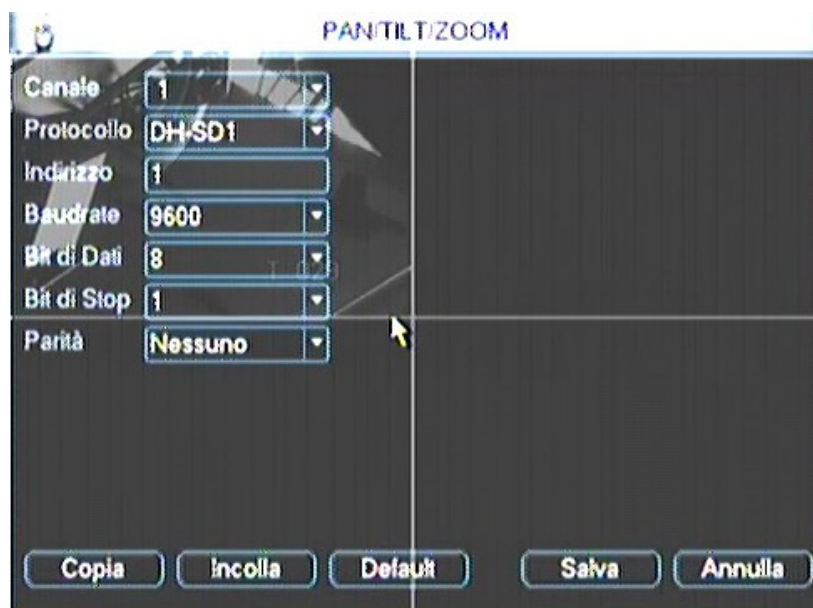 PAN/TILT/ZOOM
Canale 1
Protocollo DH-SD1
Indirizzo 1
Baudrate 9600
Bit di Dati 8
Bit di Stop 1
Parità Nessuno
Copia Incolla Default Salva Annulla